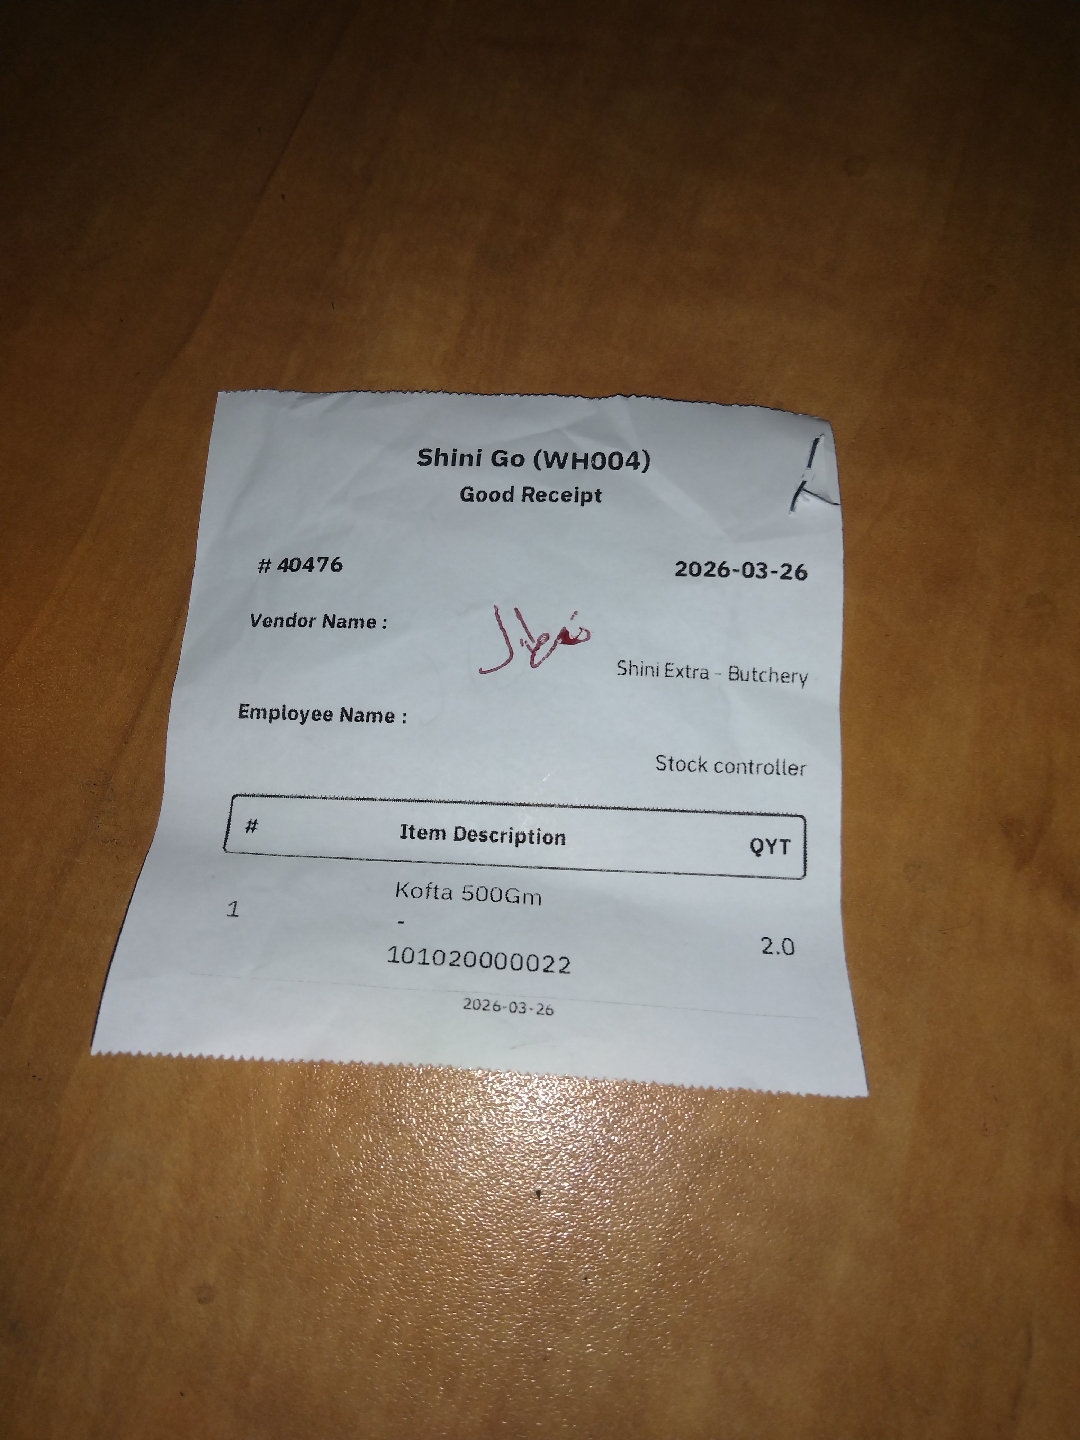 Shini Go (WH004)
Good Receipt
# 40476 2026-03-26
Vendor Name :
Shini Extra - Butchery
Employee Name :
Stock controller
# Item Description QYT
Kofta 500Gm
1 - 2.0
101020000022
2026-03-26